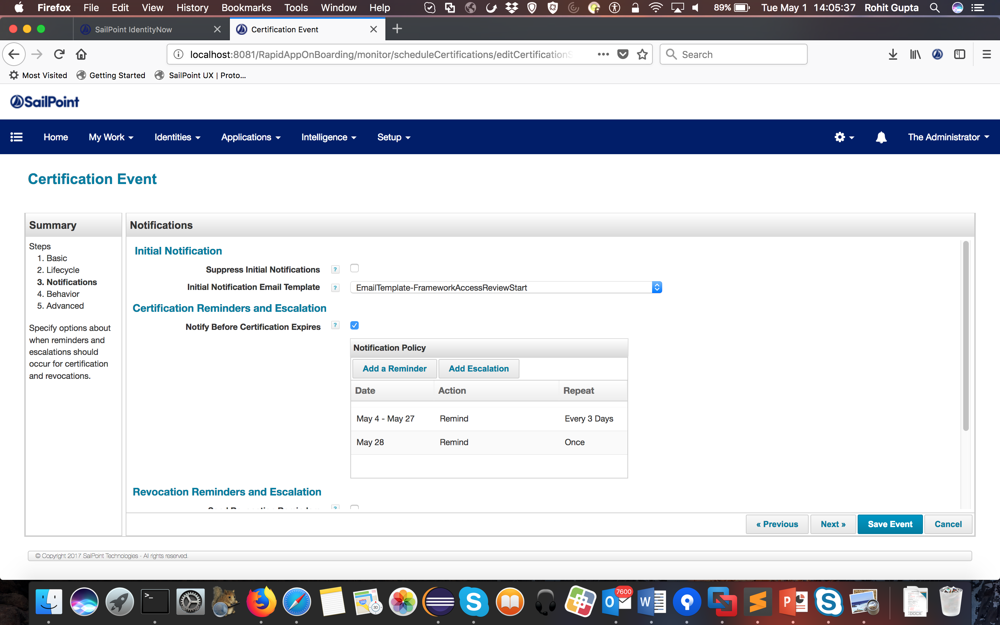 Firefox File Edit View History Bookmarks Tools Window Help 89% Tue May 1 14:05:37 Rohit Gupta
SailPoint IdentityNow
Certification Event
localhost:8081/RapidAppOnBoarding/monitor/scheduleCertifications/editCertificationS
Search
Most Visited Getting Started SailPoint UX | Proto...
SailPoint
Home My Work Identities Applications Intelligence Setup The Administrator
Certification Event
Summary
Steps
1. Basic
2. Lifecycle
3. Notifications
4. Behavior
5. Advanced
Specify options about
when reminders and
escalations should
occur for certification
and revocations.
Notifications
Initial Notification
Suppress Initial Notifications ?
Initial Notification Email Template ? EmailTemplate-FrameworkAccessReviewStart
Certification Reminders and Escalation
Notify Before Certification Expires ?
Notification Policy
Add a Reminder Add Escalation
Date Action Repeat
May 4 - May 27 Remind Every 3 Days
May 28 Remind Once
Revocation Reminders and Escalation
« Previous Next » Save Event Cancel
© Copyright 2017 SailPoint Technologies - All rights reserved.
7600
DOCX